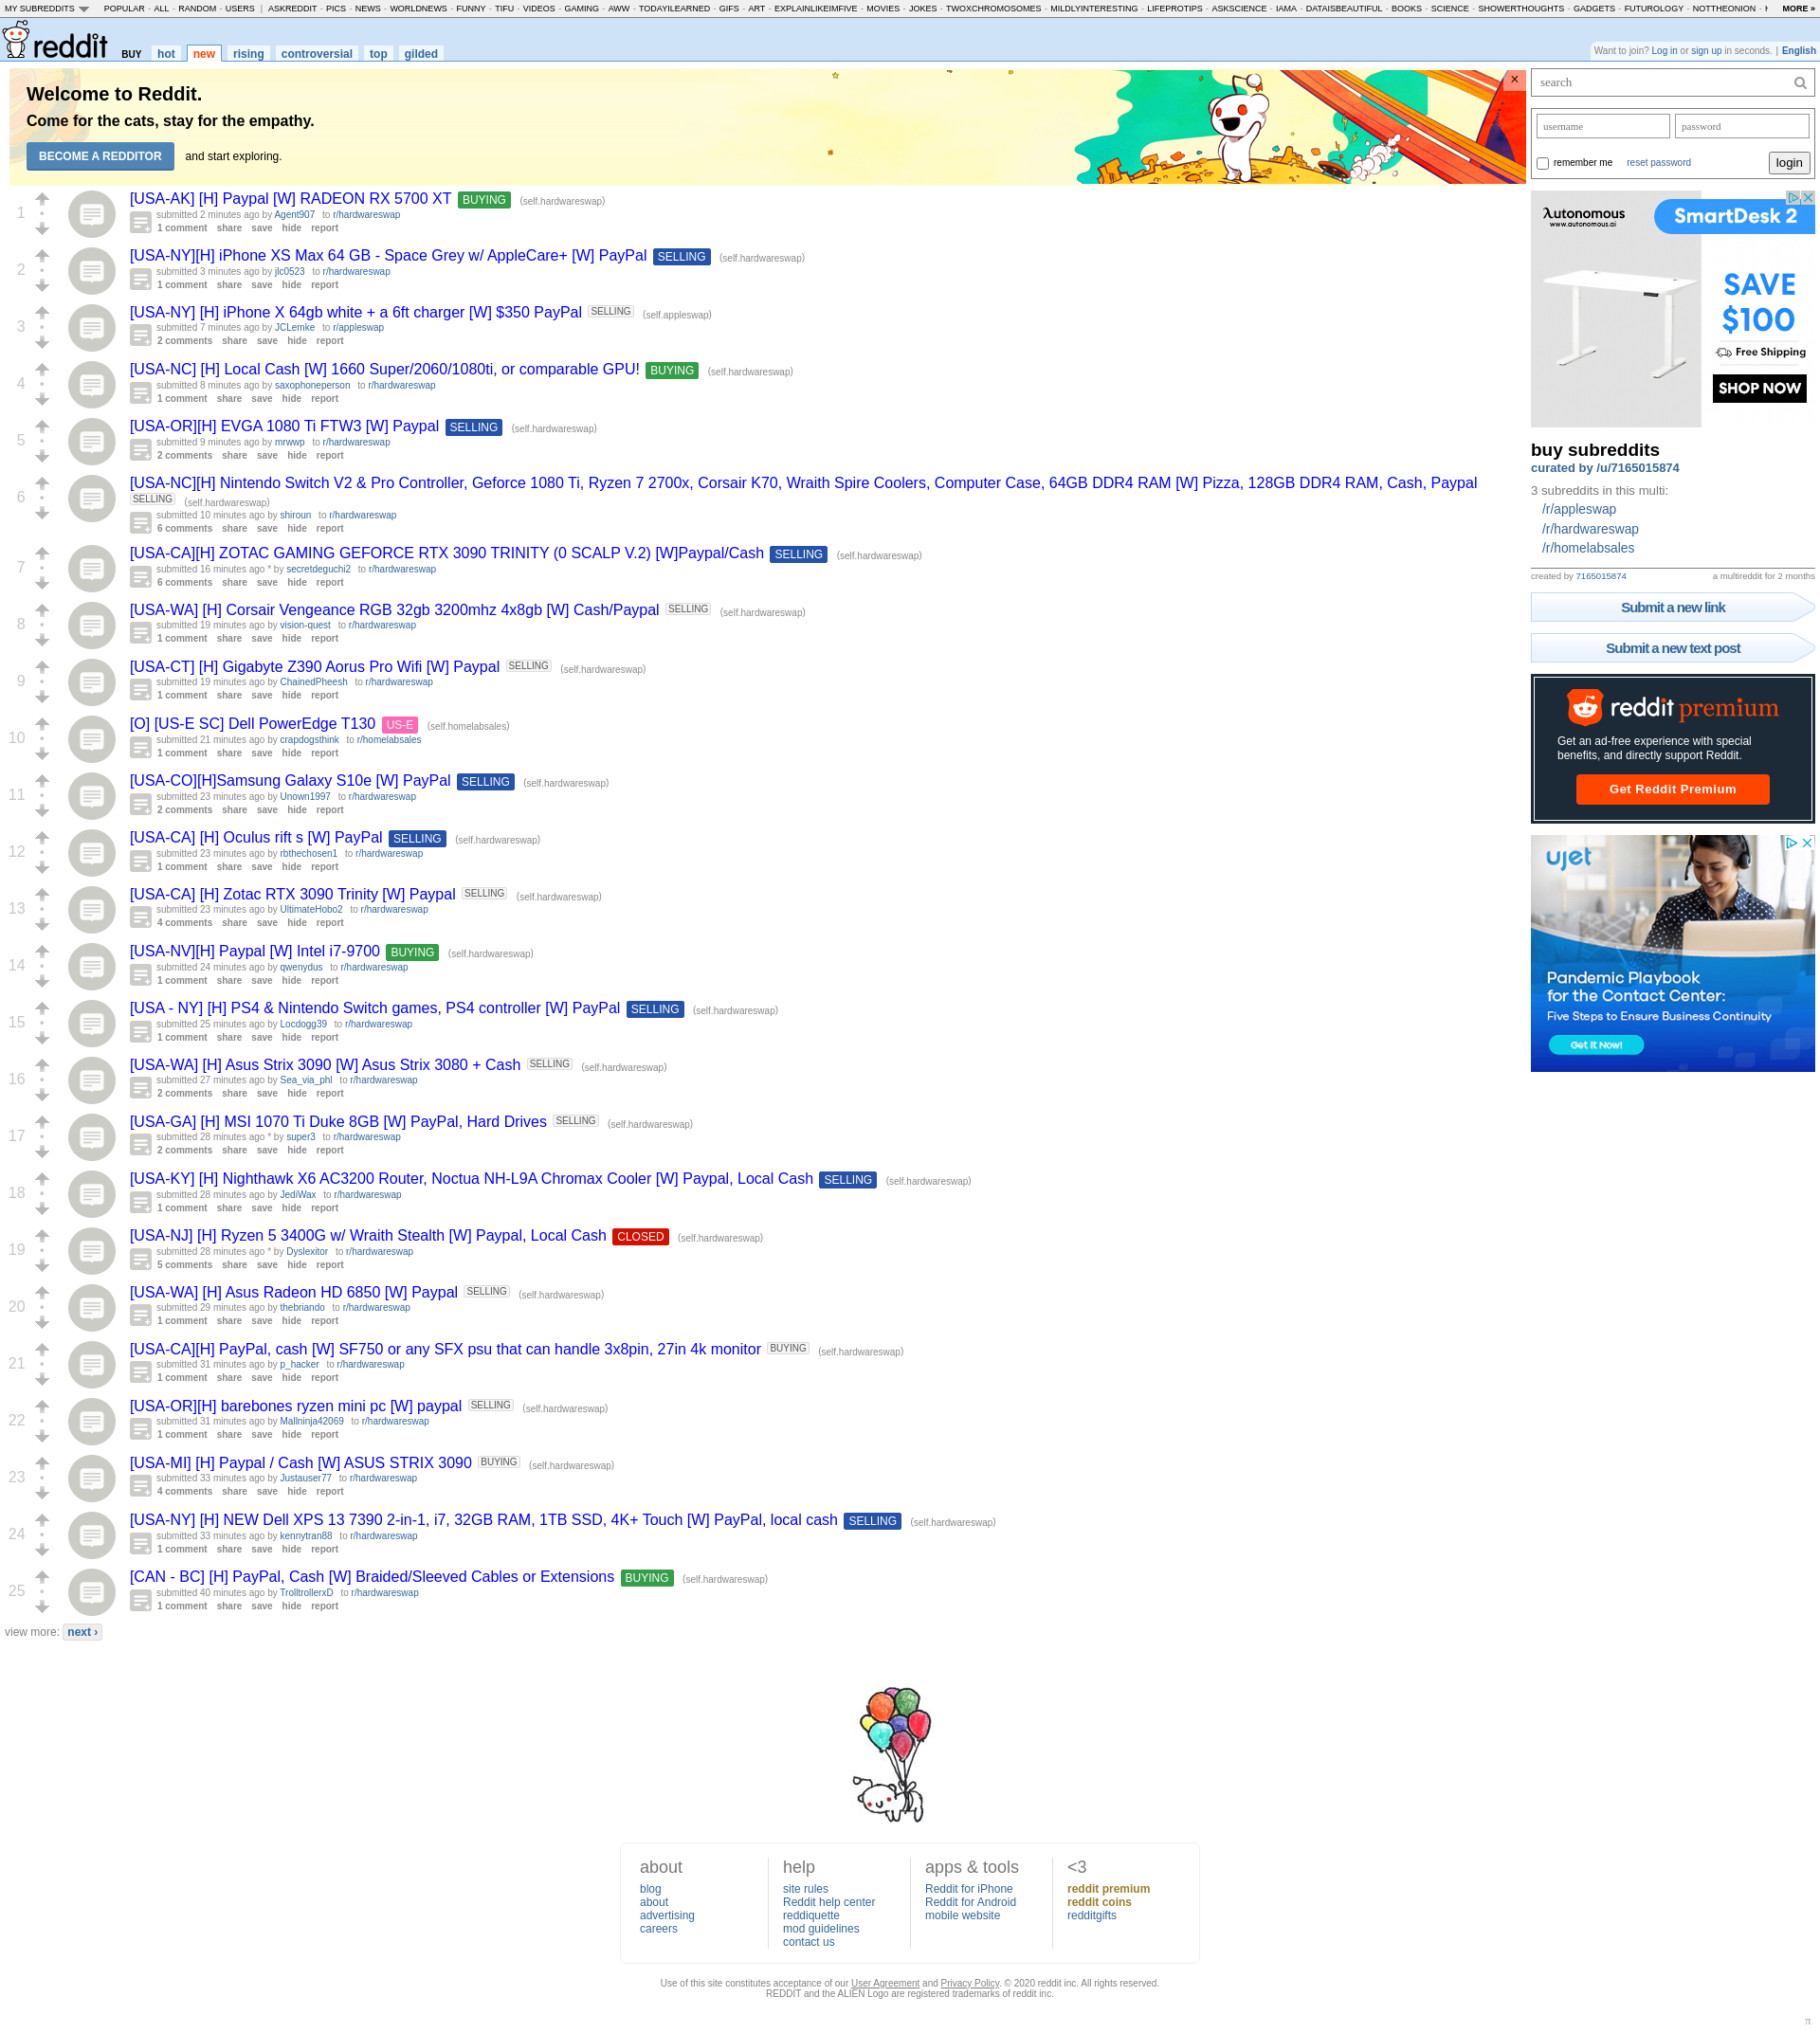 MY SUBREDDITS POPULAR - ALL - RANDOM - USERS | ASKREDDIT - PICS - NEWS - WORLDNEWS - FUNNY - TIFU - VIDEOS - GAMING - AWW - TODAYILEARNED - GIFS - ART - EXPLAINLIKEIMFIVE - MOVIES - JOKES - TWOXCHROMOSOMES - MILDLYINTERESTING - LIFEPROTIPS - ASKSCIENCE - IAMA - DATAISBEAUTIFUL - BOOKS - SCIENCE - SHOWERTHOUGHTS - GADGETS - FUTUROLOGY - NOTTHEONION - MORE »
reddit BUY hot new rising controversial top gilded
Want to join? Log in or sign up in seconds. | English
Welcome to Reddit.
Come for the cats, stay for the empathy.
BECOME A REDDITOR and start exploring.
×
1
[USA-AK] [H] Paypal [W] RADEON RX 5700 XT BUYING (self.hardwareswap)
submitted 2 minutes ago by Agent907 to r/hardwareswap
1 comment share save hide report
2
[USA-NY][H] iPhone XS Max 64 GB - Space Grey w/ AppleCare+ [W] PayPal SELLING (self.hardwareswap)
submitted 3 minutes ago by jlc0523 to r/hardwareswap
1 comment share save hide report
3
[USA-NY] [H] iPhone X 64gb white + a 6ft charger [W] $350 PayPal SELLING (self.appleswap)
submitted 7 minutes ago by JCLemke to r/appleswap
2 comments share save hide report
4
[USA-NC] [H] Local Cash [W] 1660 Super/2060/1080ti, or comparable GPU! BUYING (self.hardwareswap)
submitted 8 minutes ago by saxophoneperson to r/hardwareswap
1 comment share save hide report
5
[USA-OR][H] EVGA 1080 Ti FTW3 [W] Paypal SELLING (self.hardwareswap)
submitted 9 minutes ago by mrwwp to r/hardwareswap
2 comments share save hide report
6
[USA-NC][H] Nintendo Switch V2 & Pro Controller, Geforce 1080 Ti, Ryzen 7 2700x, Corsair K70, Wraith Spire Coolers, Computer Case, 64GB DDR4 RAM [W] Pizza, 128GB DDR4 RAM, Cash, Paypal
SELLING (self.hardwareswap)
submitted 10 minutes ago by shiroun to r/hardwareswap
6 comments share save hide report
7
[USA-CA][H] ZOTAC GAMING GEFORCE RTX 3090 TRINITY (0 SCALP V.2) [W]Paypal/Cash SELLING (self.hardwareswap)
submitted 16 minutes ago * by secretdeguchi2 to r/hardwareswap
6 comments share save hide report
8
[USA-WA] [H] Corsair Vengeance RGB 32gb 3200mhz 4x8gb [W] Cash/Paypal SELLING (self.hardwareswap)
submitted 19 minutes ago by vision-quest to r/hardwareswap
1 comment share save hide report
9
[USA-CT] [H] Gigabyte Z390 Aorus Pro Wifi [W] Paypal SELLING (self.hardwareswap)
submitted 19 minutes ago by ChainedPheesh to r/hardwareswap
1 comment share save hide report
10
[O] [US-E SC] Dell PowerEdge T130 US-E (self.homelabsales)
submitted 21 minutes ago by crapdogsthink to r/homelabsales
1 comment share save hide report
11
[USA-CO][H]Samsung Galaxy S10e [W] PayPal SELLING (self.hardwareswap)
submitted 23 minutes ago by Unown1997 to r/hardwareswap
2 comments share save hide report
12
[USA-CA] [H] Oculus rift s [W] PayPal SELLING (self.hardwareswap)
submitted 23 minutes ago by rbthechosen1 to r/hardwareswap
1 comment share save hide report
13
[USA-CA] [H] Zotac RTX 3090 Trinity [W] Paypal SELLING (self.hardwareswap)
submitted 23 minutes ago by UltimateHobo2 to r/hardwareswap
4 comments share save hide report
14
[USA-NV][H] Paypal [W] Intel i7-9700 BUYING (self.hardwareswap)
submitted 24 minutes ago by qwenydus to r/hardwareswap
1 comment share save hide report
15
[USA - NY] [H] PS4 & Nintendo Switch games, PS4 controller [W] PayPal SELLING (self.hardwareswap)
submitted 25 minutes ago by Locdogg39 to r/hardwareswap
1 comment share save hide report
16
[USA-WA] [H] Asus Strix 3090 [W] Asus Strix 3080 + Cash SELLING (self.hardwareswap)
submitted 27 minutes ago by Sea_via_phl to r/hardwareswap
2 comments share save hide report
17
[USA-GA] [H] MSI 1070 Ti Duke 8GB [W] PayPal, Hard Drives SELLING (self.hardwareswap)
submitted 28 minutes ago * by super3 to r/hardwareswap
2 comments share save hide report
18
[USA-KY] [H] Nighthawk X6 AC3200 Router, Noctua NH-L9A Chromax Cooler [W] Paypal, Local Cash SELLING (self.hardwareswap)
submitted 28 minutes ago by JediWax to r/hardwareswap
1 comment share save hide report
19
[USA-NJ] [H] Ryzen 5 3400G w/ Wraith Stealth [W] Paypal, Local Cash CLOSED (self.hardwareswap)
submitted 28 minutes ago * by Dyslexitor to r/hardwareswap
5 comments share save hide report
20
[USA-WA] [H] Asus Radeon HD 6850 [W] Paypal SELLING (self.hardwareswap)
submitted 29 minutes ago by thebriando to r/hardwareswap
1 comment share save hide report
21
[USA-CA][H] PayPal, cash [W] SF750 or any SFX psu that can handle 3x8pin, 27in 4k monitor BUYING (self.hardwareswap)
submitted 31 minutes ago by p_hacker to r/hardwareswap
1 comment share save hide report
22
[USA-OR][H] barebones ryzen mini pc [W] paypal SELLING (self.hardwareswap)
submitted 31 minutes ago by Mallninja42069 to r/hardwareswap
1 comment share save hide report
23
[USA-MI] [H] Paypal / Cash [W] ASUS STRIX 3090 BUYING (self.hardwareswap)
submitted 33 minutes ago by Justauser77 to r/hardwareswap
4 comments share save hide report
24
[USA-NY] [H] NEW Dell XPS 13 7390 2-in-1, i7, 32GB RAM, 1TB SSD, 4K+ Touch [W] PayPal, local cash SELLING (self.hardwareswap)
submitted 33 minutes ago by kennytran88 to r/hardwareswap
1 comment share save hide report
25
[CAN - BC] [H] PayPal, Cash [W] Braided/Sleeved Cables or Extensions BUYING (self.hardwareswap)
submitted 40 minutes ago by TrolltrollerxD to r/hardwareswap
1 comment share save hide report
view more: next ›
search
username password
remember me reset password login
Autonomous
www.autonomous.ai
SmartDesk 2
SAVE
$100
Free Shipping
SHOP NOW
buy subreddits
curated by /u/7165015874
3 subreddits in this multi:
/r/appleswap
/r/hardwareswap
/r/homelabsales
created by 7165015874 a multireddit for 2 months
Submit a new link
Submit a new text post
reddit premium
Get an ad-free experience with special
benefits, and directly support Reddit.
Get Reddit Premium
ujet
Pandemic Playbook
for the Contact Center:
Five Steps to Ensure Business Continuity
Get It Now!
about
blog
about
advertising
careers
help
site rules
Reddit help center
reddiquette
mod guidelines
contact us
apps & tools
Reddit for iPhone
Reddit for Android
mobile website
<3
reddit premium
reddit coins
redditgifts
Use of this site constitutes acceptance of our User Agreement and Privacy Policy. © 2020 reddit inc. All rights reserved.
REDDIT and the ALIEN Logo are registered trademarks of reddit inc.
π